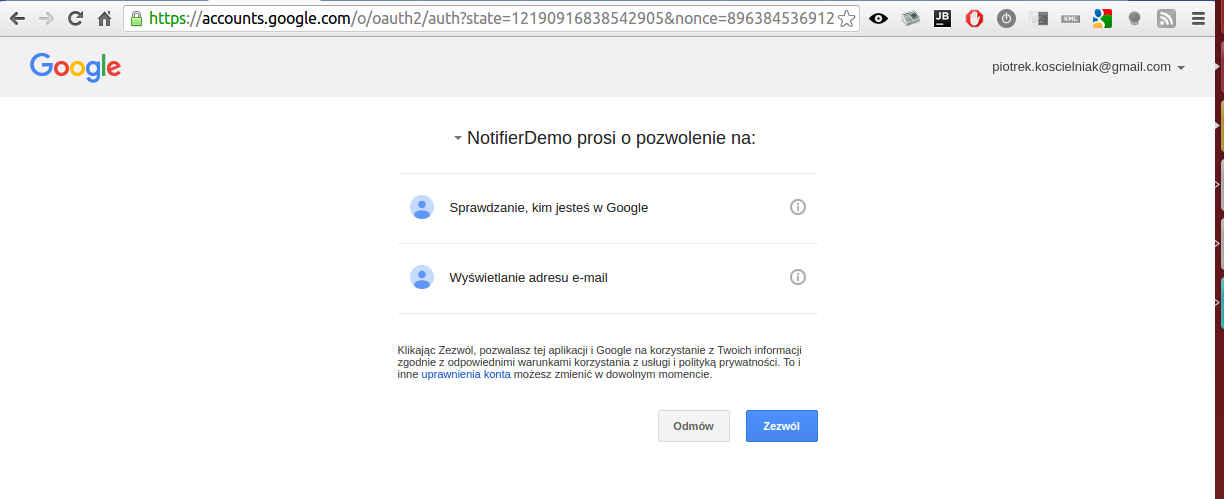 https://accounts.google.com/o/oauth2/auth?state=12190916838542905&nonce=896384536912
JB
XML
Google
piotrek.koscielniak@gmail.com
NotifierDemo prosi o pozwolenie na:
Sprawdzanie, kim jesteś w Google
Wyświetlanie adresu e-mail
Klikając Zezwól, pozwalasz tej aplikacji i Google na korzystanie z Twoich informacji
zgodnie z odpowiednimi warunkami korzystania z usługi i polityką prywatności. To i
inne uprawnienia konta możesz zmienić w dowolnym momencie.
Odmów
Zezwól